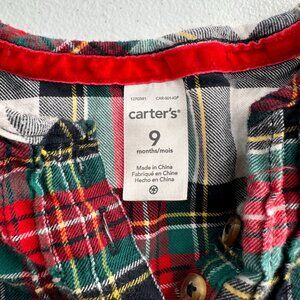 carter's®
9
months/mois
Made in China
Fabriqué en Chine
Hecho en China